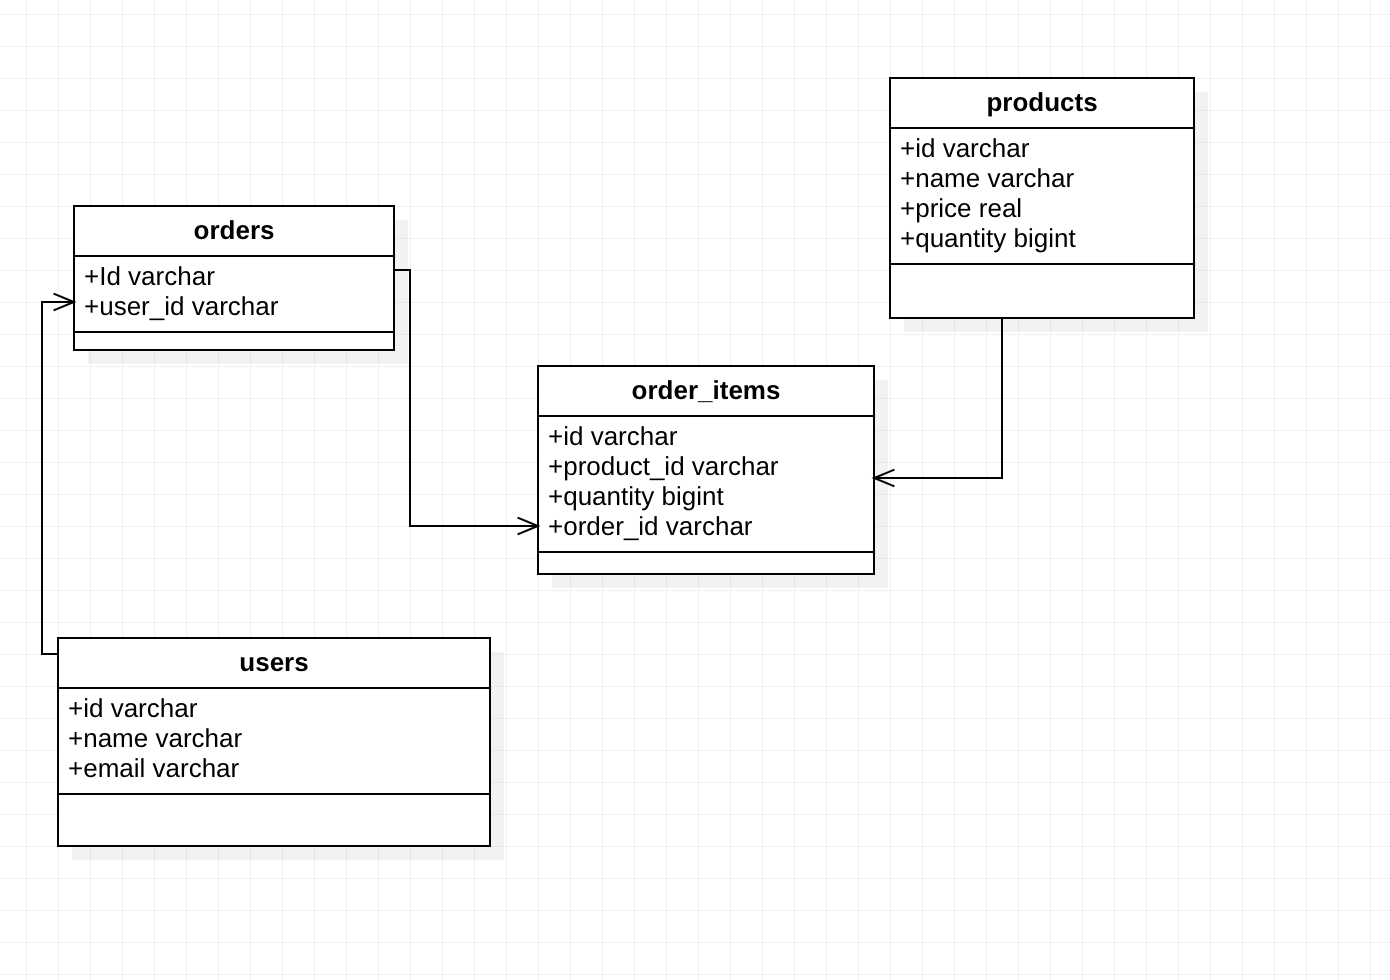 products
+id varchar
+name varchar
+price real
+quantity bigint
orders
+Id varchar
+user_id varchar
order_items
+id varchar
+product_id varchar
+quantity bigint
+order_id varchar
users
+id varchar
+name varchar
+email varchar